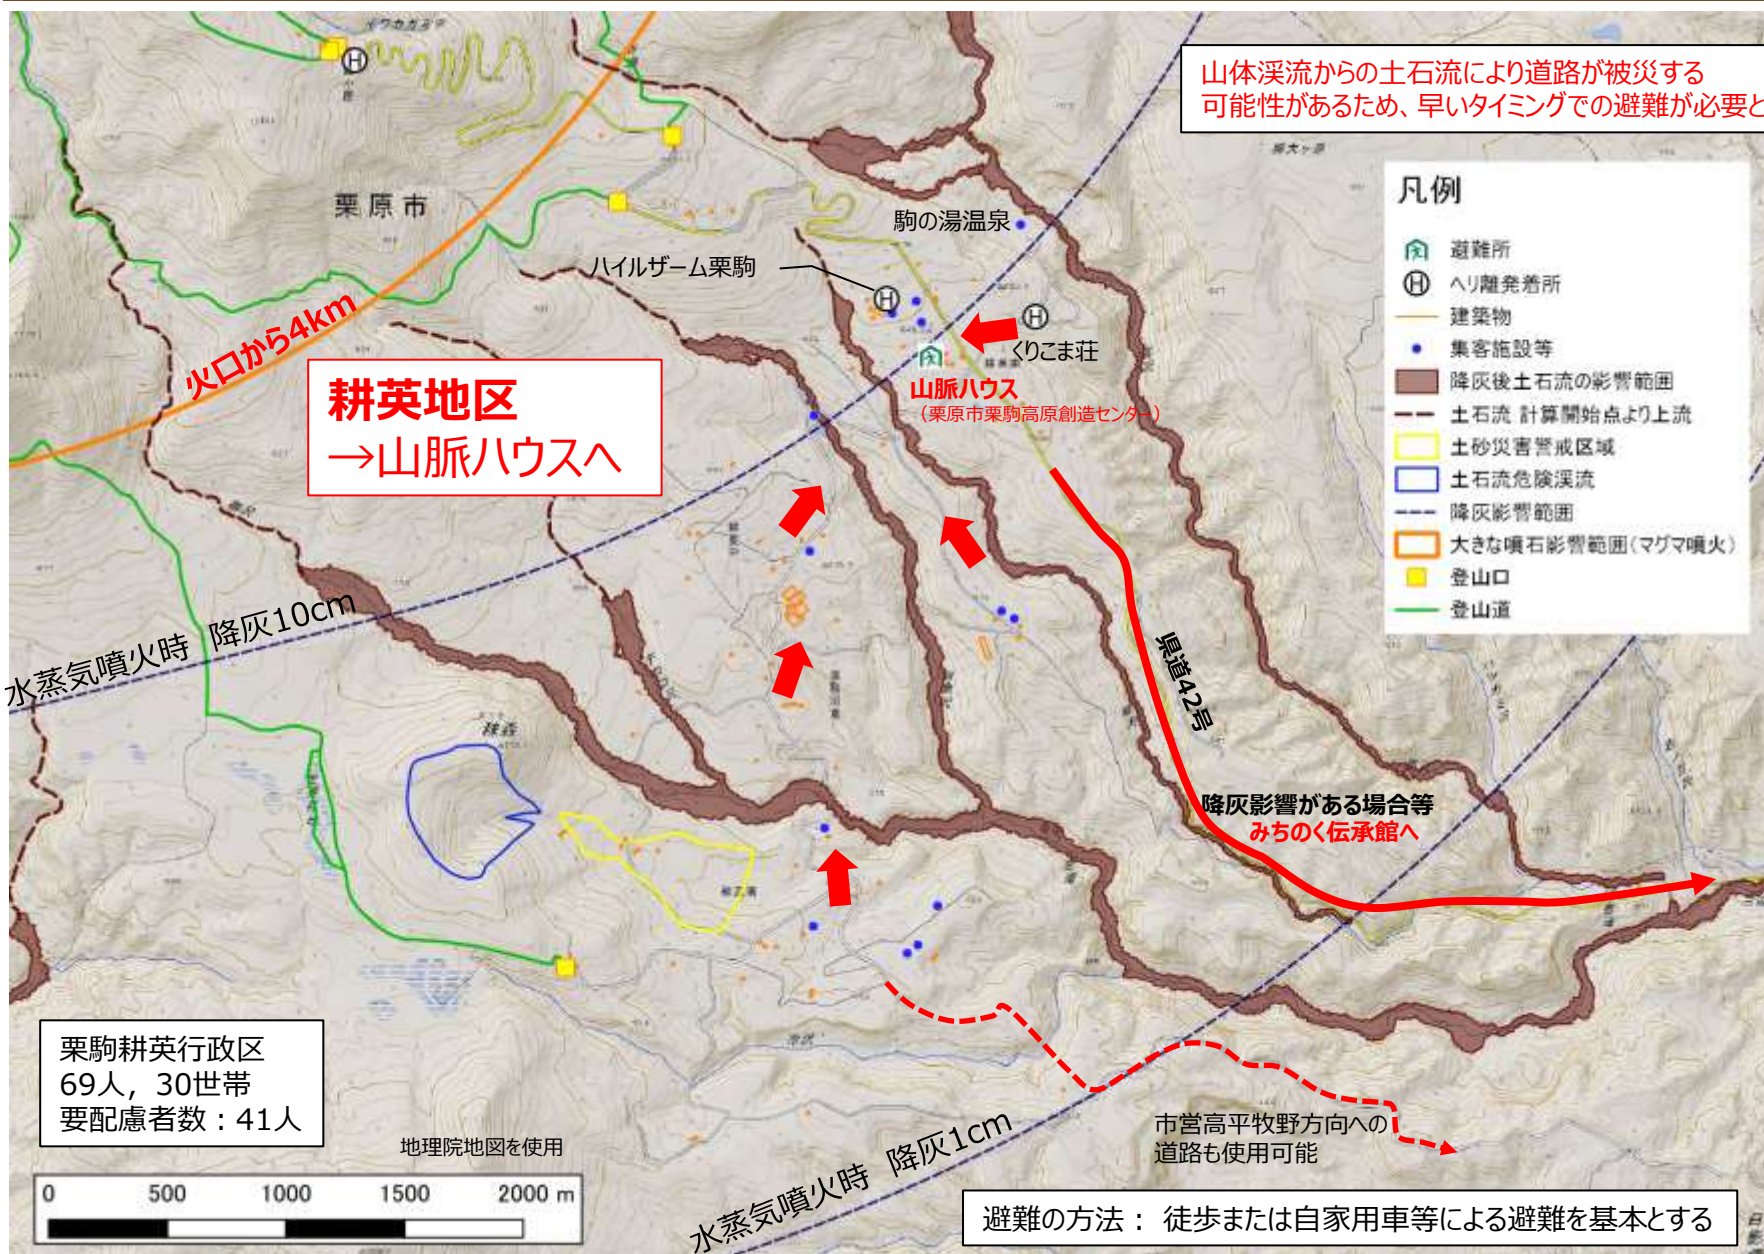 山体渓流からの土石流により道路が被災する
可能性があるため、早いタイミングでの避難が必要と
凡例
避難所
ヘリ離発着所
建築物
集客施設等
降灰後土石流の影響範囲
土石流 計算開始点より上流
土砂災害警戒区域
土石流危険渓流
降灰影響範囲
大きな噴石影響範囲(マグマ噴火)
登山口
登山道
栗原市
駒の湯温泉
ハイルザーム栗駒
火口から4km
くりこま荘
耕英地区
→山脈ハウスへ
山脈ハウス
(栗原市栗駒高原創造センター)
水蒸気噴火時 降灰10cm
県道42号
降灰影響がある場合等
みちのく伝承館へ
栗駒耕英行政区
69人，30世帯
要配慮者数：41人
地理院地図を使用
0 500 1000 1500 2000 m
水蒸気噴火時 降灰1cm
市営高平牧野方向への
道路も使用可能
避難の方法： 徒歩または自家用車等による避難を基本とする